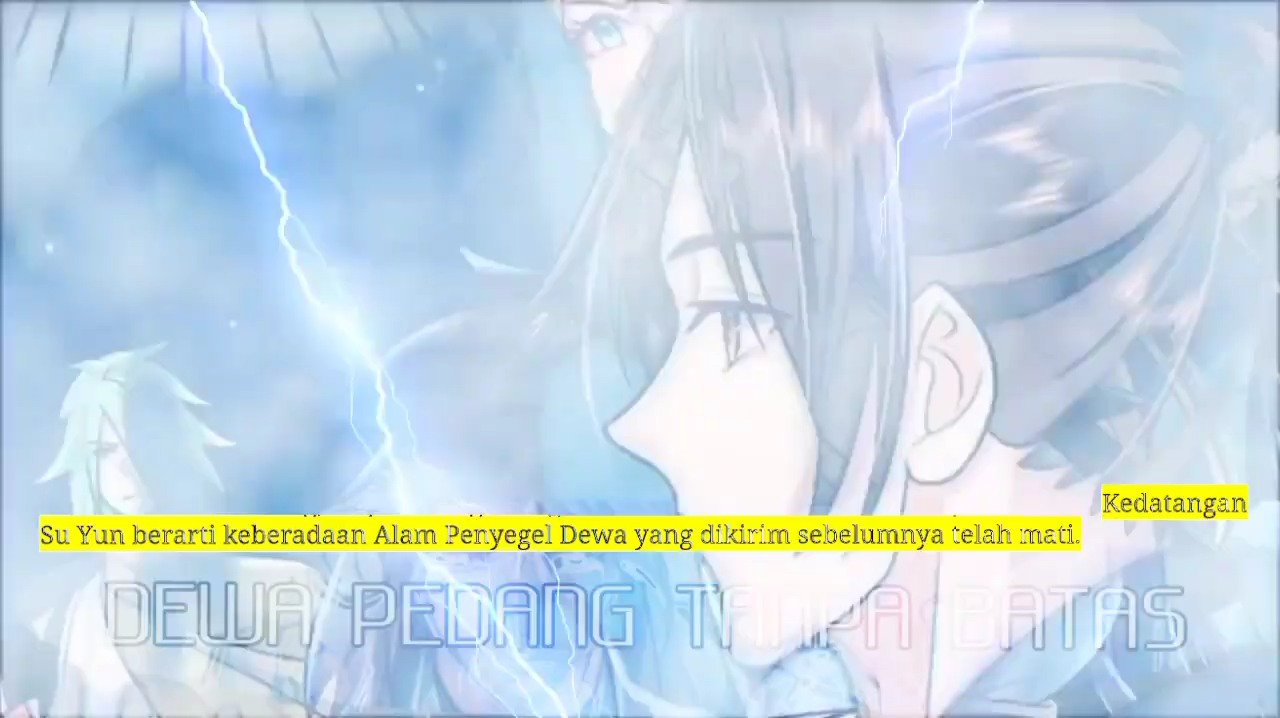 Kedatangan
Su Yun berarti keberadaan Alam Penyegel Dewa yang dikirim sebelumnya telah mati.
DEWA PEDANG TANPA BATAS